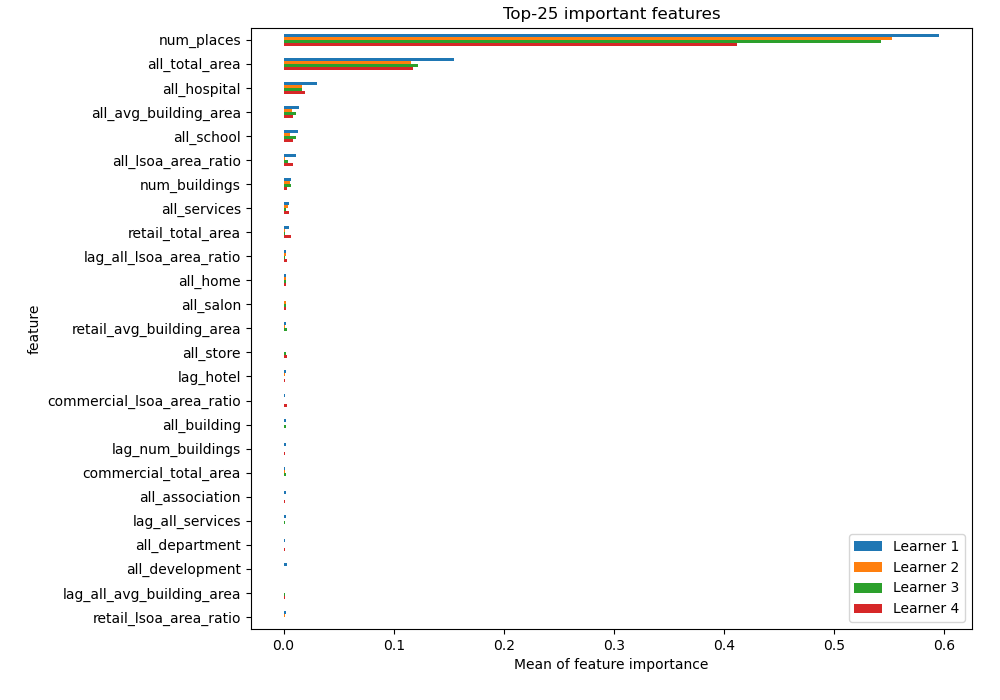 Top-25 important features
num_places
all_total_area
all_hospital
all_avg_building_area
all_school
all_lsoa_area_ratio
num_buildings
all_services
retail_total_area
lag_all_lsoa_area_ratio
all_home
all_salon
retail_avg_building_area
all_store
lag_hotel
commercial_lsoa_area_ratio
all_building
lag_num_buildings
commercial_total_area
all_association
lag_all_services
all_department
all_development
lag_all_avg_building_area
retail_lsoa_area_ratio
feature
Learner 1
Learner 2
Learner 3
Learner 4
0.0 0.1 0.2 0.3 0.4 0.5 0.6
Mean of feature importance